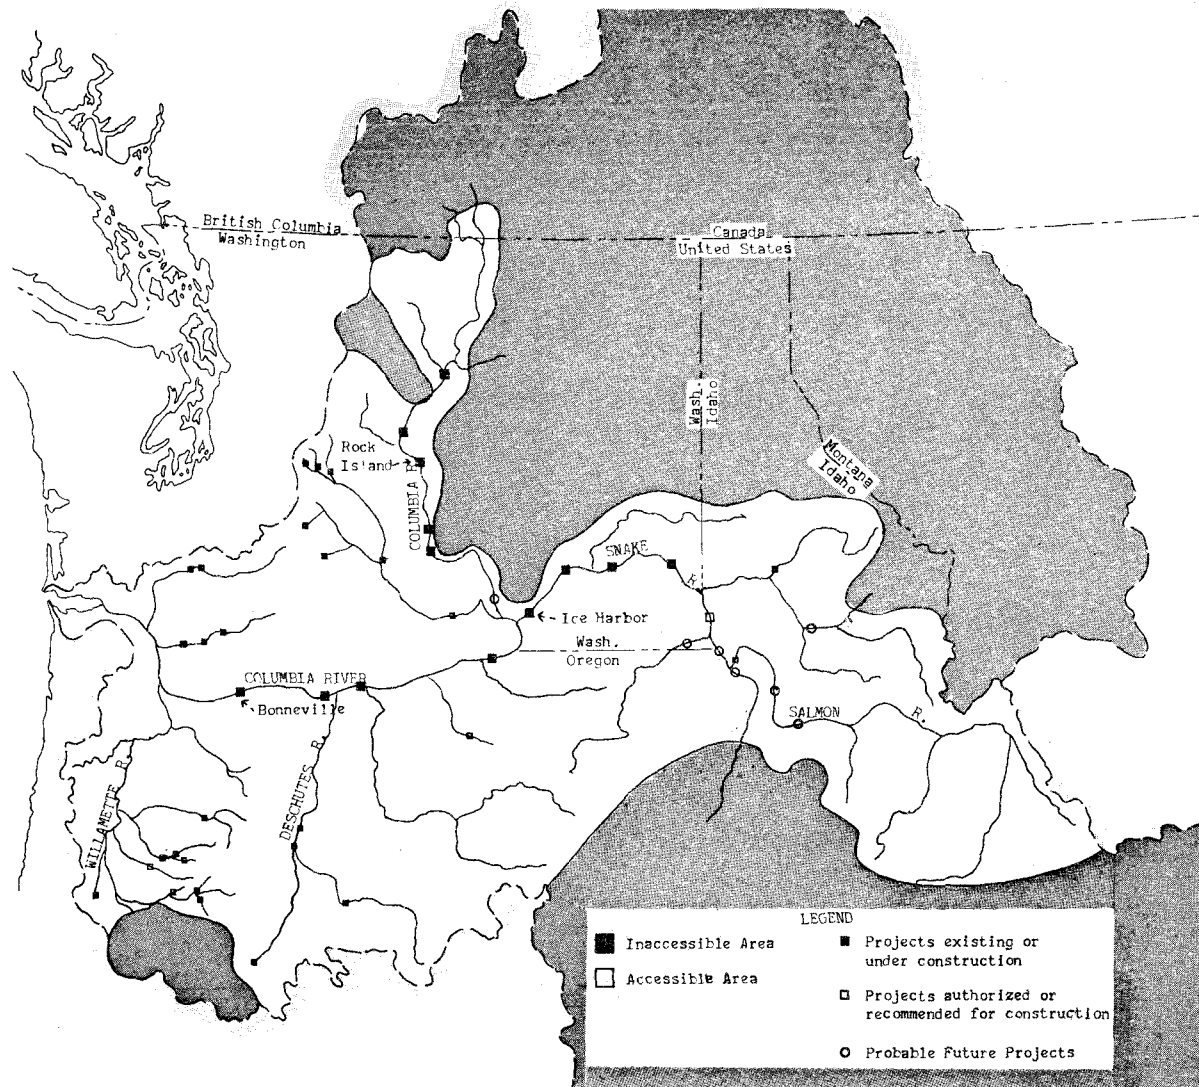 British Columbia
Washington
Canada
United States
Wash.
Idaho
Montana
Idaho
Rock
Island
COLUMBIA R.
SNAKE
R.
Ice Harbor
Wash.
Oregon
COLUMBIA RIVER
Bonneville
SALMON
R.
WILLAMETTE R.
DESCHUTES R.
LEGEND
Inaccessible Area
Accessible Area
Projects existing or
under construction
Projects authorized or
recommended for construction
Probable Future Projects